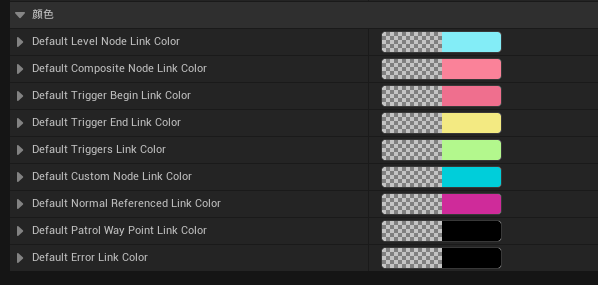 顔色
Default Level Node Link Color
Default Composite Node Link Color
Default Trigger Begin Link Color
Default Trigger End Link Color
Default Triggers Link Color
Default Custom Node Link Color
Default Normal Referenced Link Color
Default Patrol Way Point Link Color
Default Error Link Color